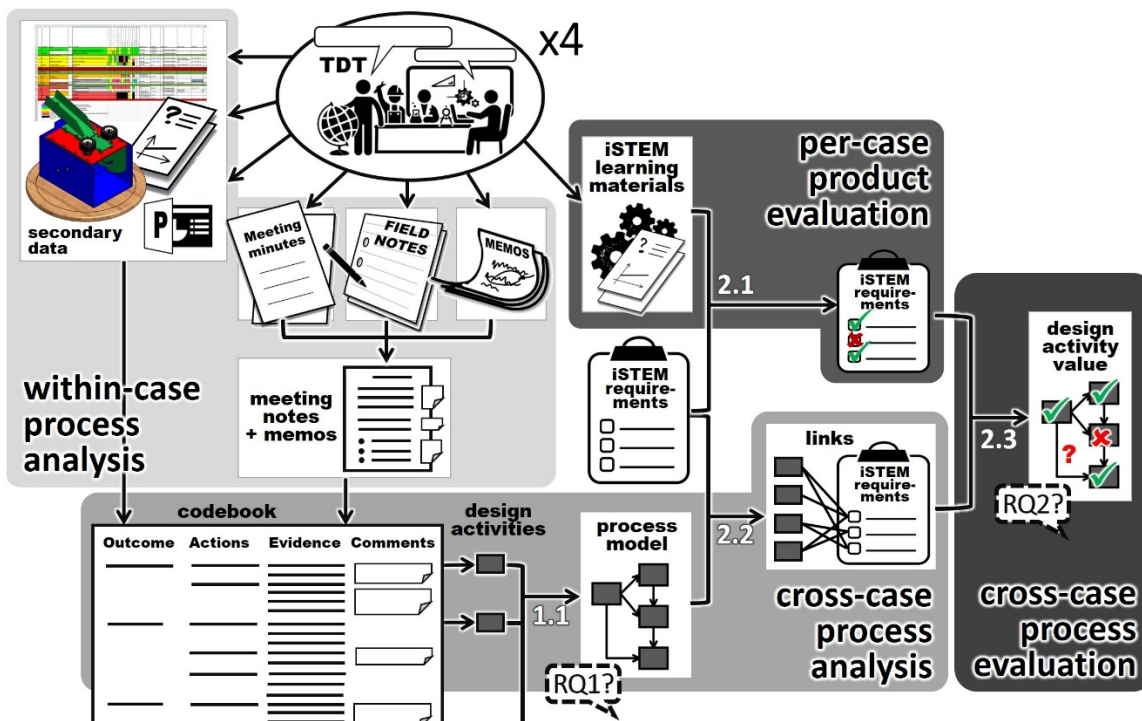 x4
TDT
secondary
data
P
Meeting
minutes
FIELD
NOTES
MEMOS
iSTEM
learning
materials
?
per-case
product
evaluation
2.1
iSTEM
require-
ments
design
activity
value
?
2.3
RQ2?
within-case
process
analysis
meeting
notes
+ memos
iSTEM
require-
ments
links
iSTEM
require-
ments
2.2
codebook
design
activities
Outcome Actions Evidence Comments
1.1
process
model
RQ1?
cross-case
process
analysis
cross-case
process
evaluation